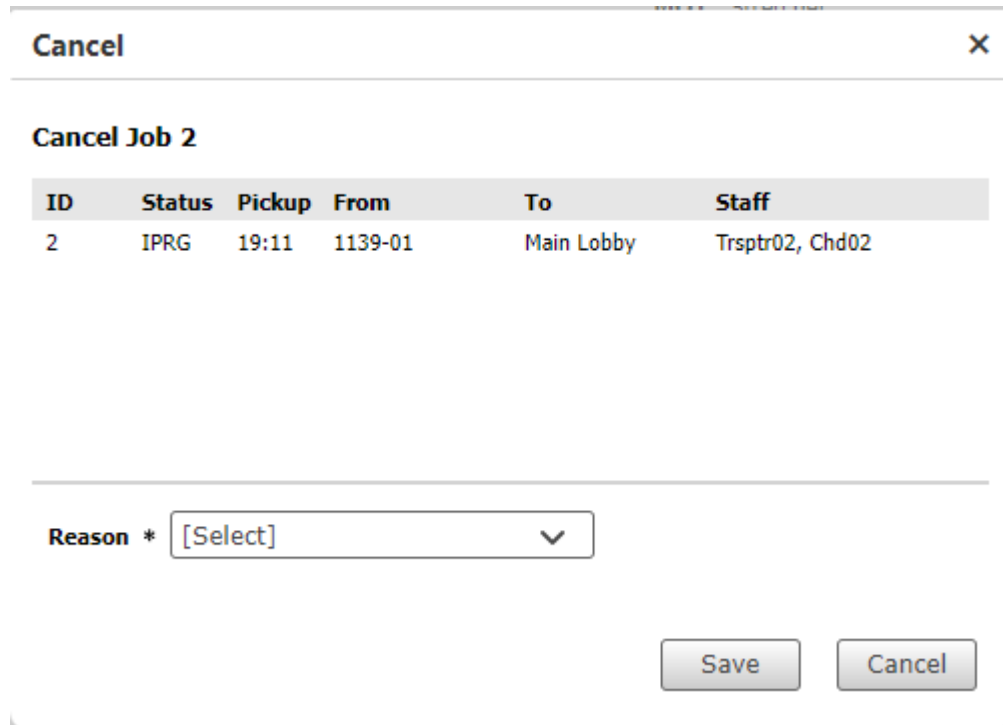 Cancel
Cancel Job 2
ID Status Pickup From To Staff
2 IPRG 19:11 1139-01 Main Lobby Trsptr02, Chd02
Reason * [Select]
Save Cancel